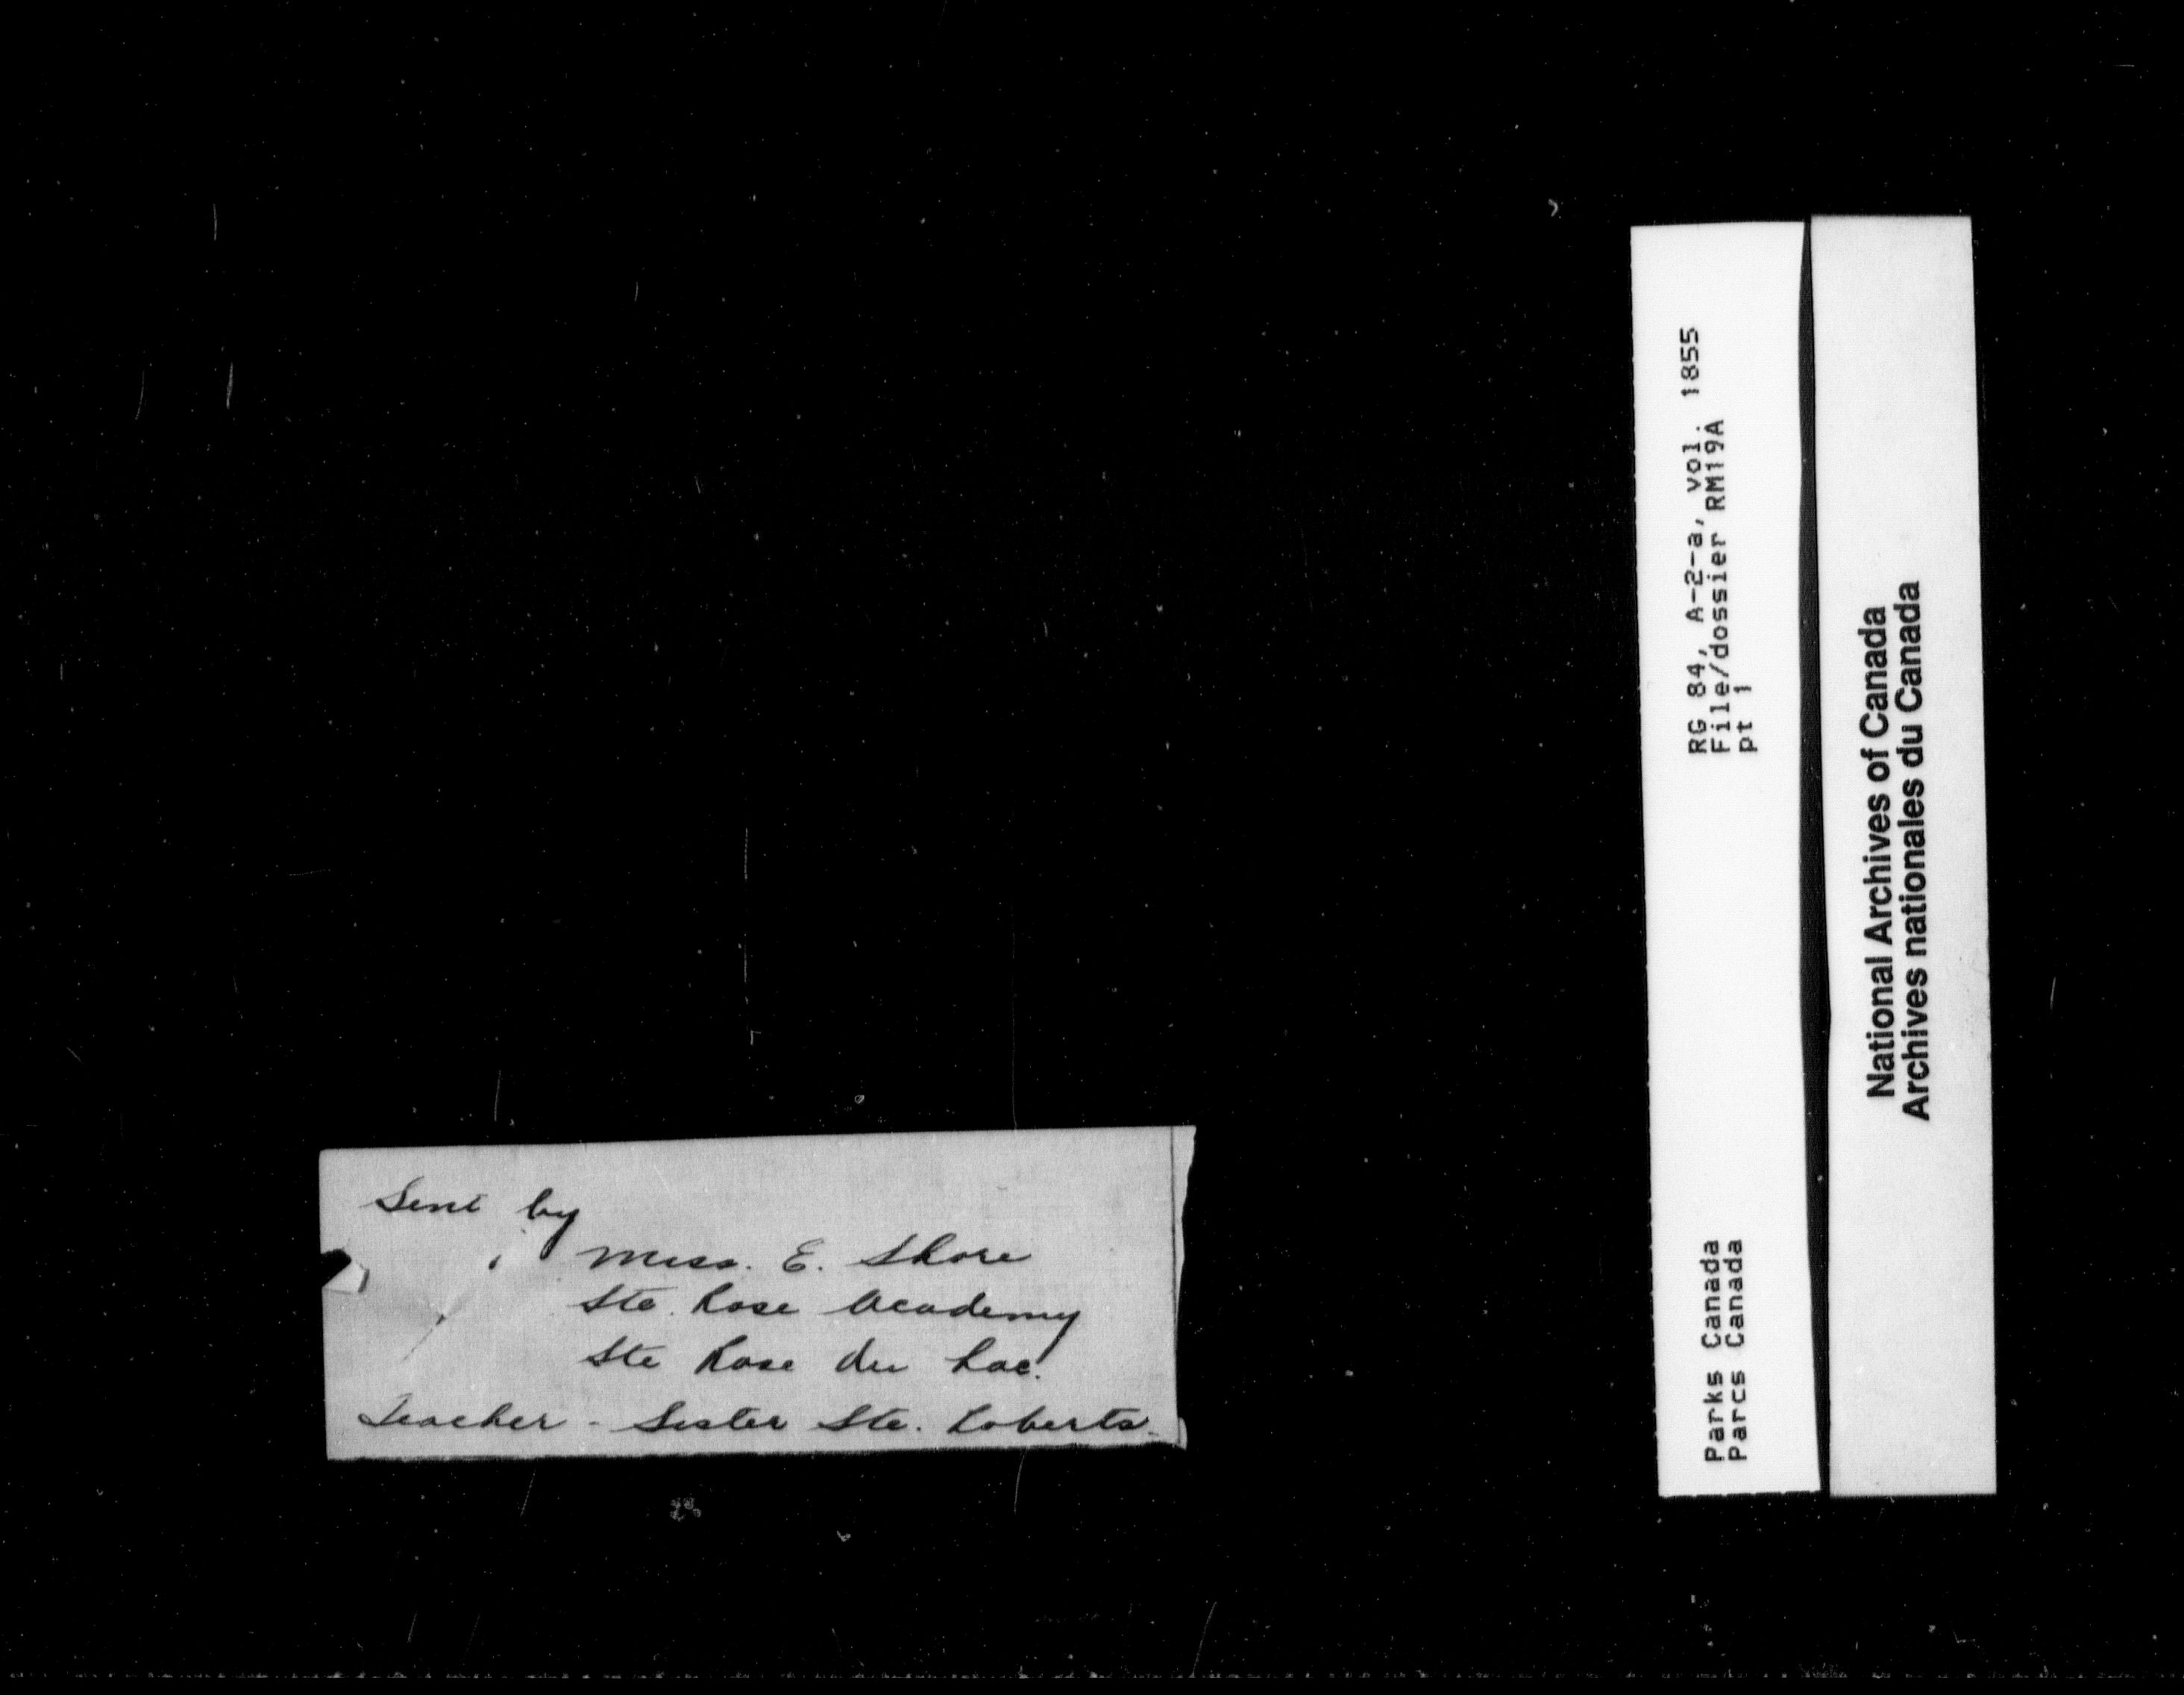 Sent by
Miss. E. Shore
Ste. Rose Academy
Ste Rose du Lac.
Teacher - Sister Ste. Roberts.
RG 84, A-2-a, vol. 1855
File/dossier RM19A
pt 1
Parks Canada
Parcs Canada
National Archives of Canada
Archives nationales du Canada